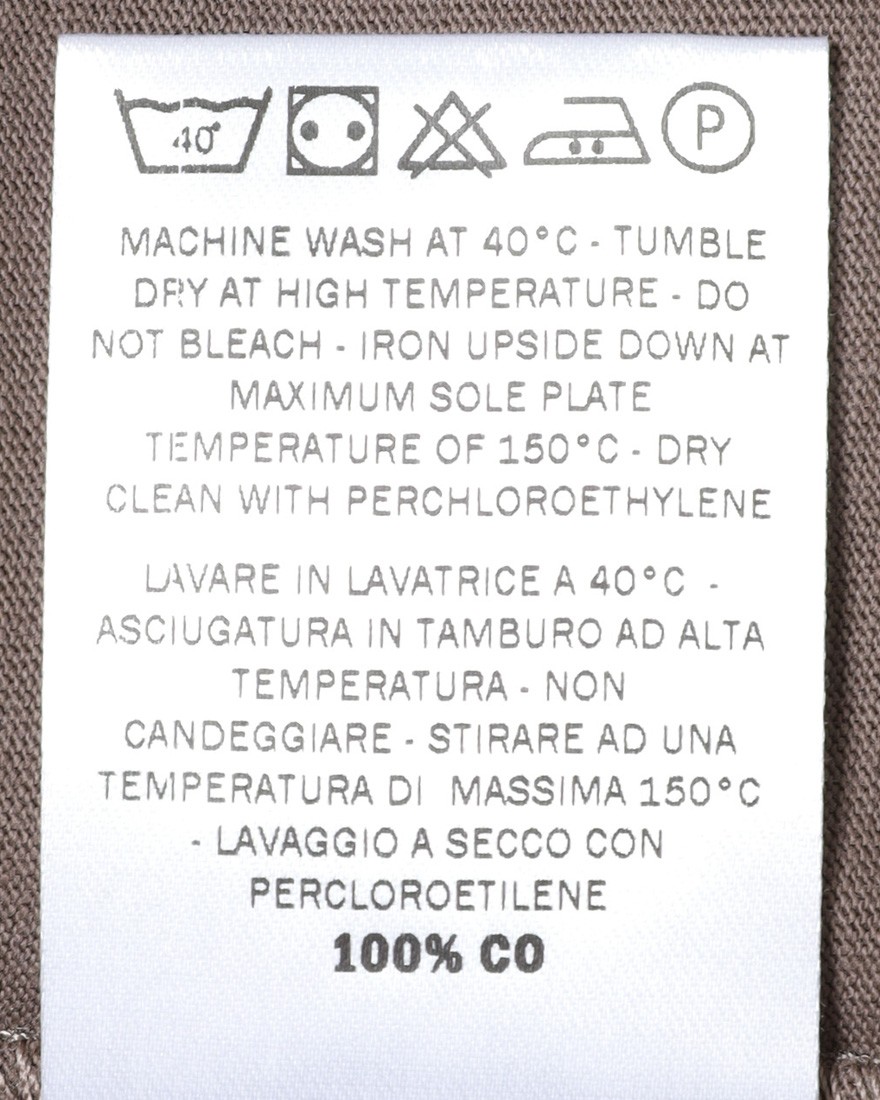 40°
P
MACHINE WASH AT 40°C - TUMBLE
DRY AT HIGH TEMPERATURE - DO
NOT BLEACH - IRON UPSIDE DOWN AT
MAXIMUM SOLE PLATE
TEMPERATURE OF 150°C - DRY
CLEAN WITH PERCHLOROETHYLENE
LAVARE IN LAVATRICE A 40°C -
ASCIUGATURA IN TAMBURO AD ALTA
TEMPERATURA - NON
CANDEGGIARE - STIRARE AD UNA
TEMPERATURA DI MASSIMA 150°C
- LAVAGGIO A SECCO CON
PERCLOROETILENE
100% CO